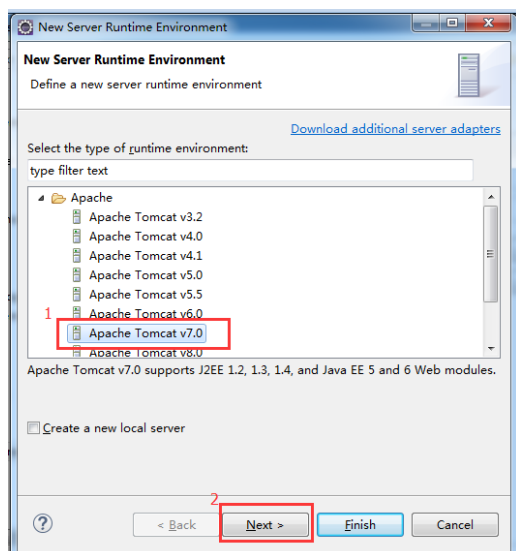 New Server Runtime Environment
New Server Runtime Environment
Define a new server runtime environment
Download additional server adapters
Select the type of runtime environment:
type filter text
Apache
Apache Tomcat v3.2
Apache Tomcat v4.0
Apache Tomcat v4.1
Apache Tomcat v5.0
Apache Tomcat v5.5
Apache Tomcat v6.0
1
Apache Tomcat v7.0
Apache Tomcat v8.0
Apache Tomcat v7.0 supports J2EE 1.2, 1.3, 1.4, and Java EE 5 and 6 Web modules.
Create a new local server
2
? < Back Next > Finish Cancel